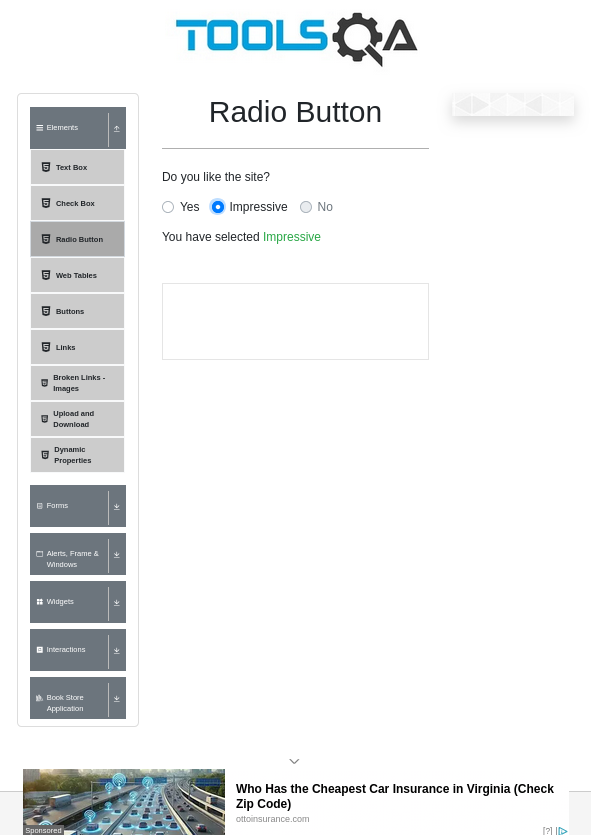 TOOLSQA
Elements
Text Box
Check Box
Radio Button
Web Tables
Buttons
Links
Broken Links -
Images
Upload and
Download
Dynamic
Properties
Forms
Alerts, Frame &
Windows
Widgets
Interactions
Book Store
Application
Radio Button
Do you like the site?
Yes Impressive No
You have selected Impressive
Sponsored
Who Has the Cheapest Car Insurance in Virginia (Check
Zip Code)
ottoinsurance.com
[?]